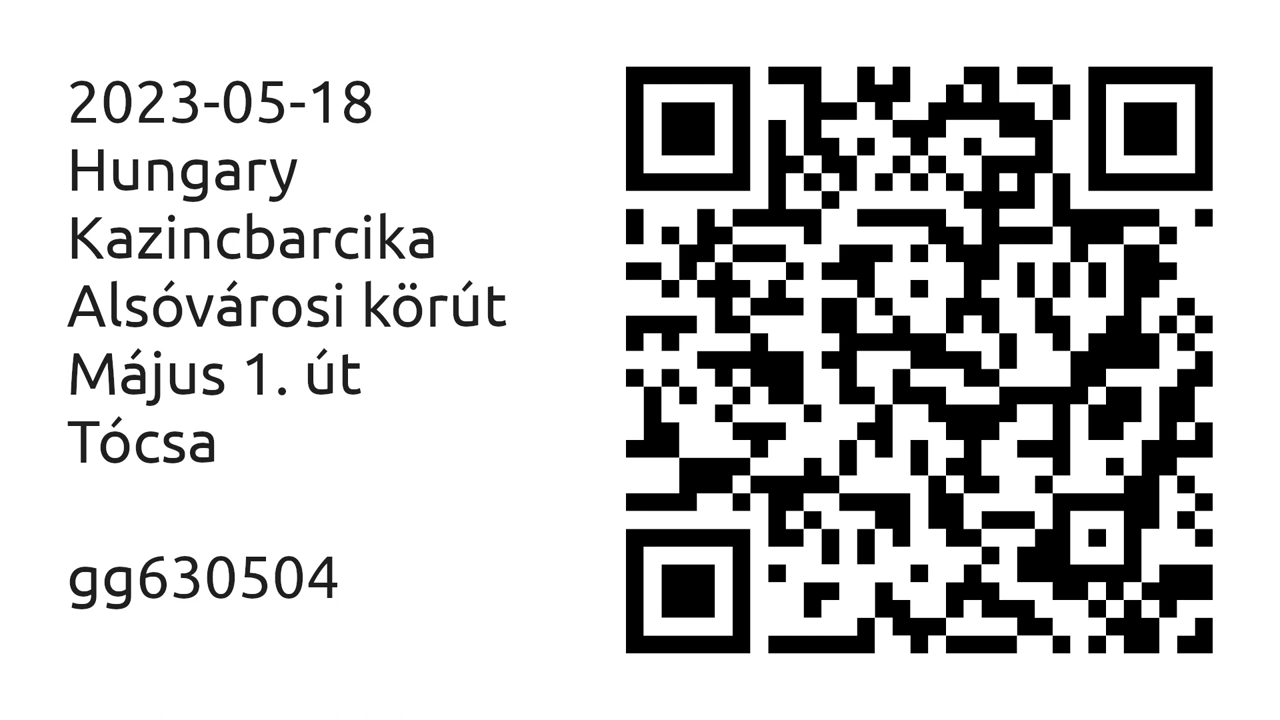 2023-05-18
Hungary
Kazincbarcika
Alsóvárosi körút
Május 1. út
Tócsa
gg630504